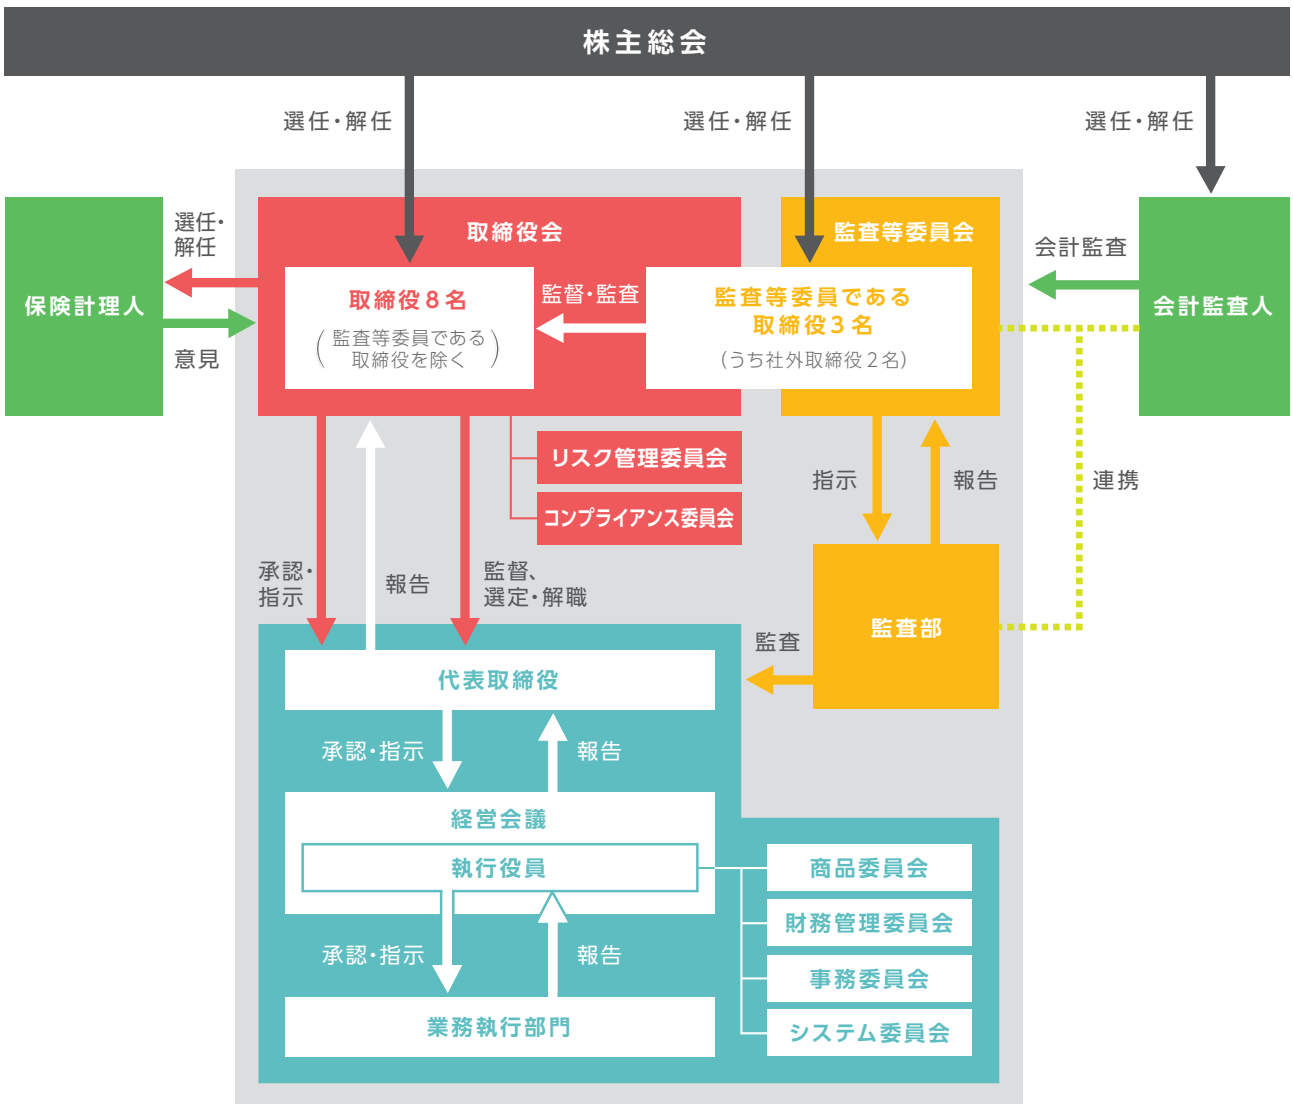 株主総会
選任・解任
選任・解任
選任・解任
保険計理人
選任・
解任
意見
取締役会
取締役8名
(監査等委員である
取締役を除く)
監督・監査
監査等委員会
監査等委員である
取締役3名
(うち社外取締役2名)
会計監査
会計監査人
リスク管理委員会
コンプライアンス委員会
指示
報告
連携
承認・
指示
報告
監督、
選定・解職
監査部
監査
代表取締役
承認・指示
報告
経営会議
執行役員
承認・指示
報告
業務執行部門
商品委員会
財務管理委員会
事務委員会
システム委員会